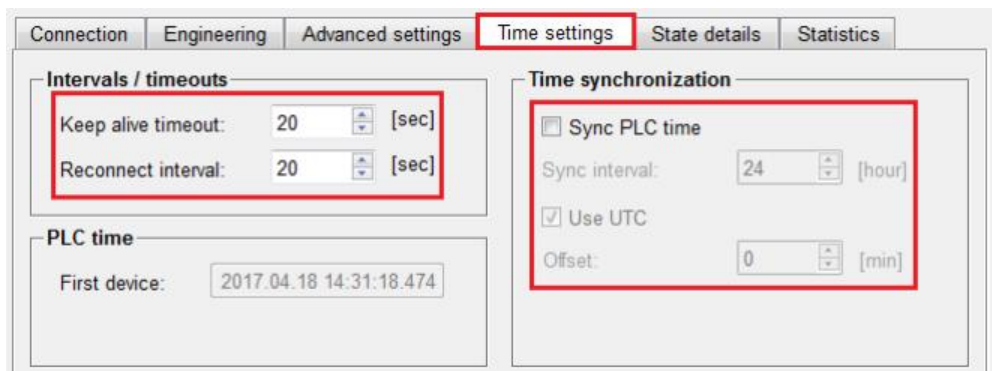 Connection Engineering Advanced settings Time settings State details Statistics
Intervals / timeouts
Keep alive timeout: 20 [sec]
Reconnect interval: 20 [sec]
PLC time
First device: 2017.04.18 14:31:18.474
Time synchronization
Sync PLC time
Sync interval: 24 [hour]
Use UTC
Offset: 0 [min]